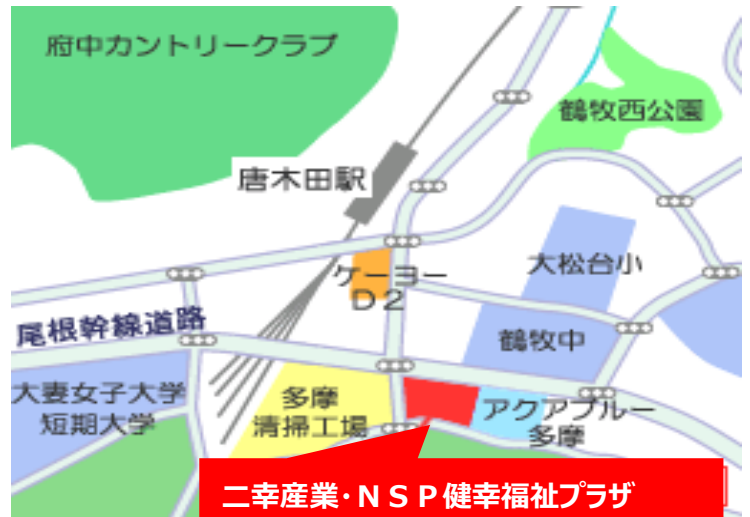 府中カントリークラブ
鶴牧西公園
唐木田駅
ケーヨー
D2
大松台小
尾根幹線道路
鶴牧中
大妻女子大学
短期大学
多摩
清掃工場
アクアブルー
多摩
二幸産業・NSP健幸福祉プラザ